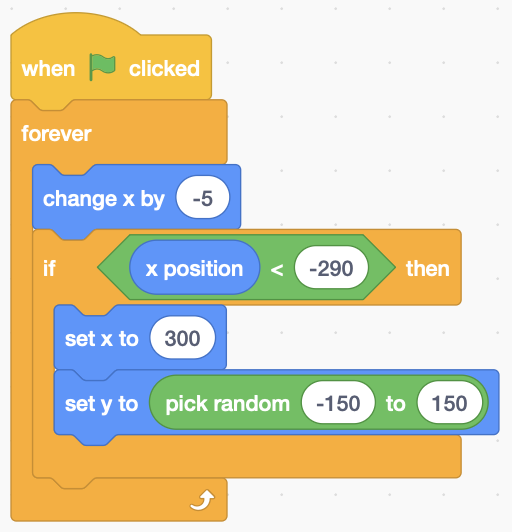 when clicked
forever
change x by -5
if x position < -290 then
set x to 300
set y to pick random -150 to 150